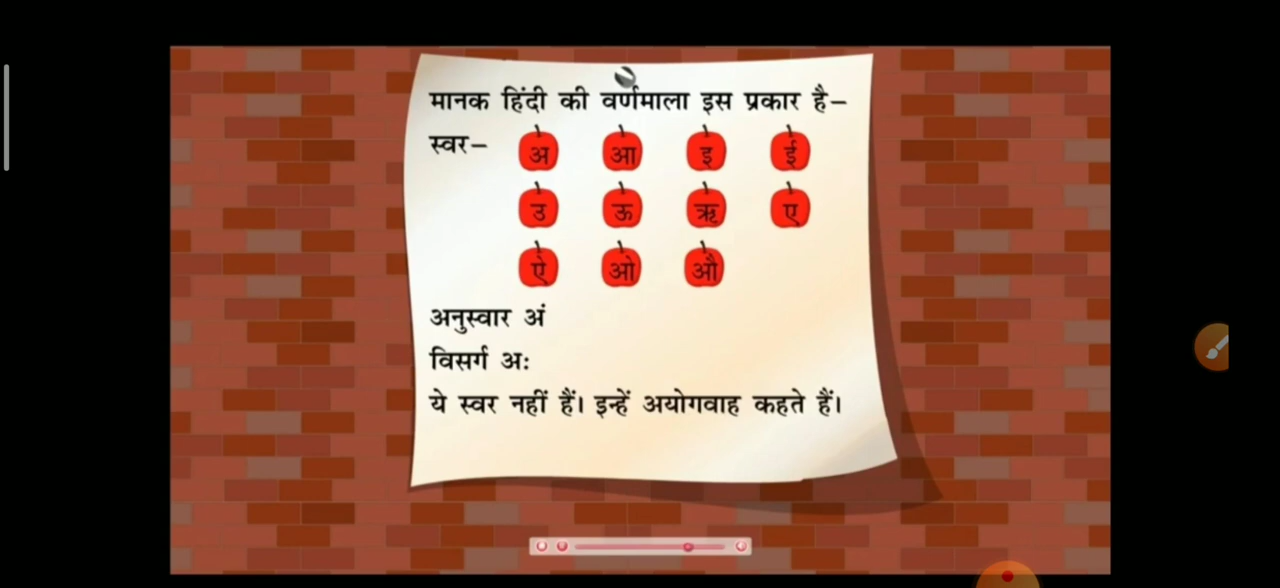 मानक हिंदी की वर्णमाला इस प्रकार है–
स्वर– अ आ इ ई
उ ऊ ऋ ए
ऐ ओ औ
अनुस्वार अं
विसर्ग अः
ये स्वर नहीं हैं। इन्हें अयोगवाह कहते हैं।